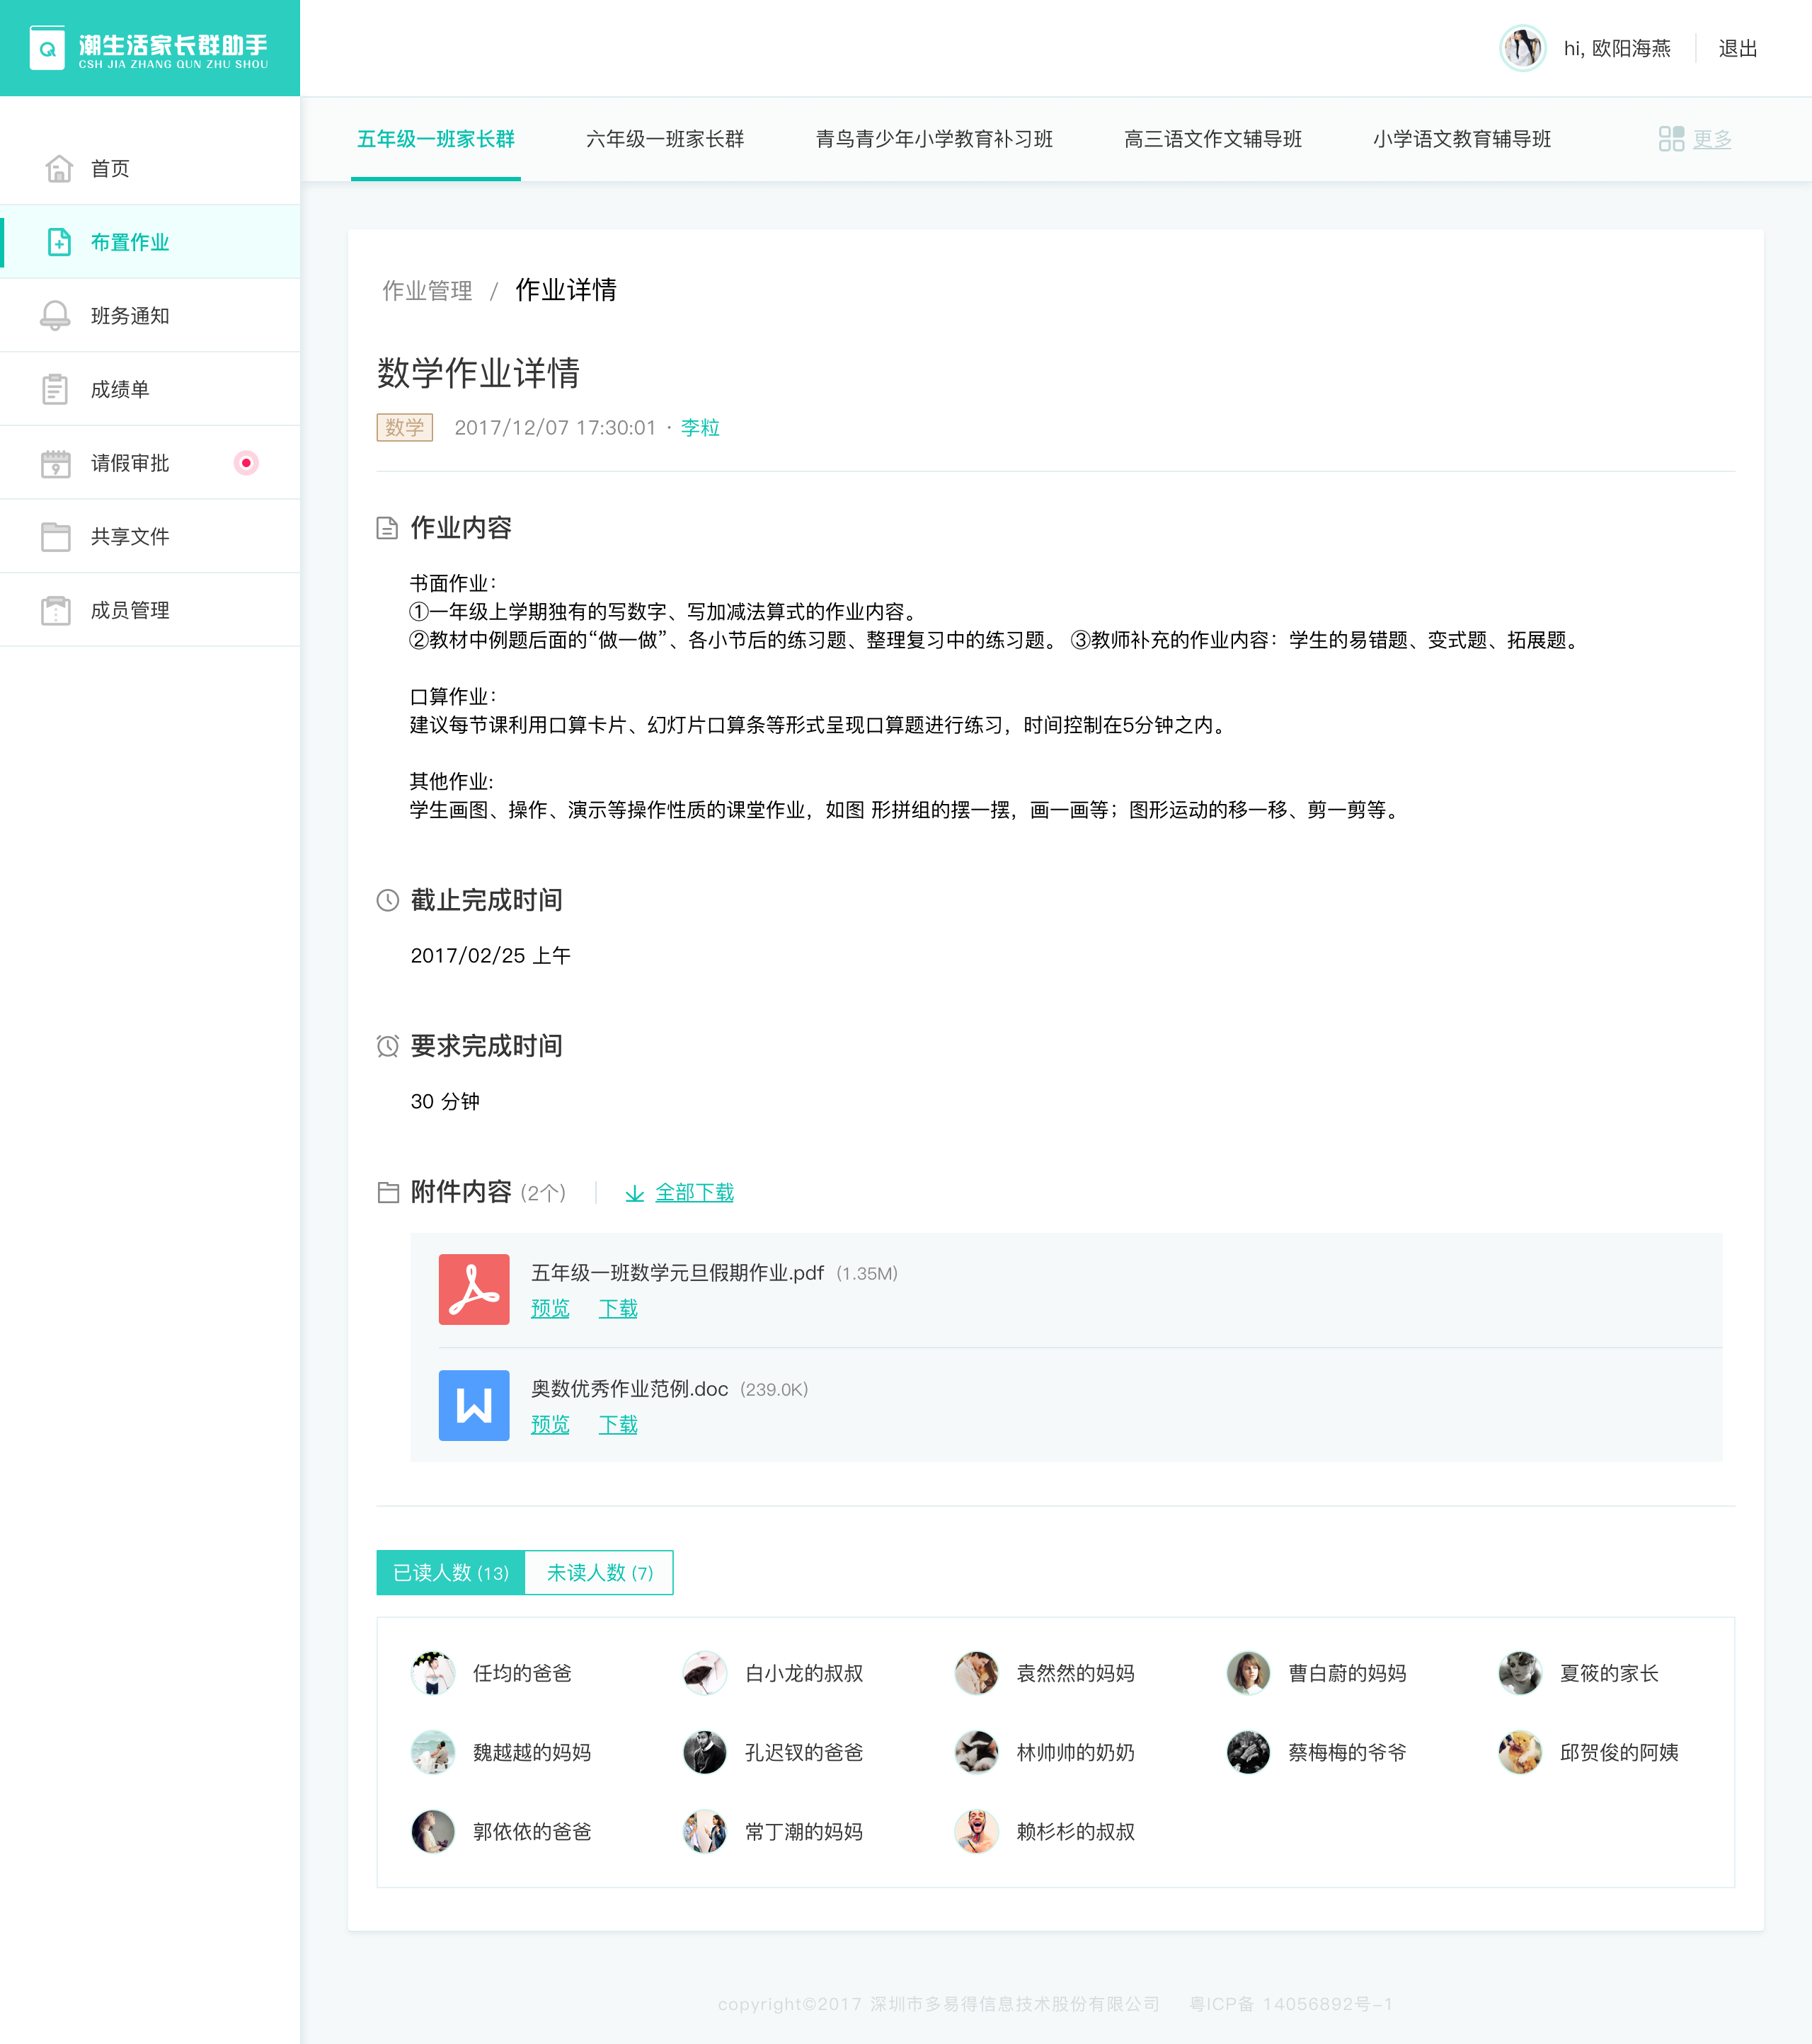 潮生活家长群助手
CSH JIA ZHANG QUN ZHU SHOU
hi, 欧阳海燕
退出
五年级一班家长群
六年级一班家长群
青鸟青少年小学教育补习班
高三语文作文辅导班
小学语文教育辅导班
更多
首页
布置作业
班务通知
成绩单
请假审批
共享文件
成员管理
作业管理 / 作业详情
数学作业详情
数学 2017/12/07 17:30:01 · 李粒
作业内容
书面作业：
①一年级上学期独有的写数字、写加减法算式的作业内容。
②教材中例题后面的“做一做”、各小节后的练习题、整理复习中的练习题。 ③教师补充的作业内容：学生的易错题、变式题、拓展题。
口算作业：
建议每节课利用口算卡片、幻灯片口算条等形式呈现口算题进行练习，时间控制在5分钟之内。
其他作业:
学生画图、操作、演示等操作性质的课堂作业，如图 形拼组的摆一摆，画一画等；图形运动的移一移、剪一剪等。
截止完成时间
2017/02/25 上午
要求完成时间
30 分钟
附件内容 (2个) 全部下载
五年级一班数学元旦假期作业.pdf (1.35M)
预览 下载
奥数优秀作业范例.doc (239.0K)
预览 下载
已读人数 (13) 未读人数 (7)
任均的爸爸 白小龙的叔叔 袁然然的妈妈 曹白蔚的妈妈 夏筱的家长
魏越越的妈妈 孔迟钗的爸爸 林帅帅的奶奶 蔡梅梅的爷爷 邱贺俊的阿姨
郭依依的爸爸 常丁潮的妈妈 赖杉杉的叔叔
copyright©2017 深圳市多易得信息技术股份有限公司 粤ICP备 14056892号-1